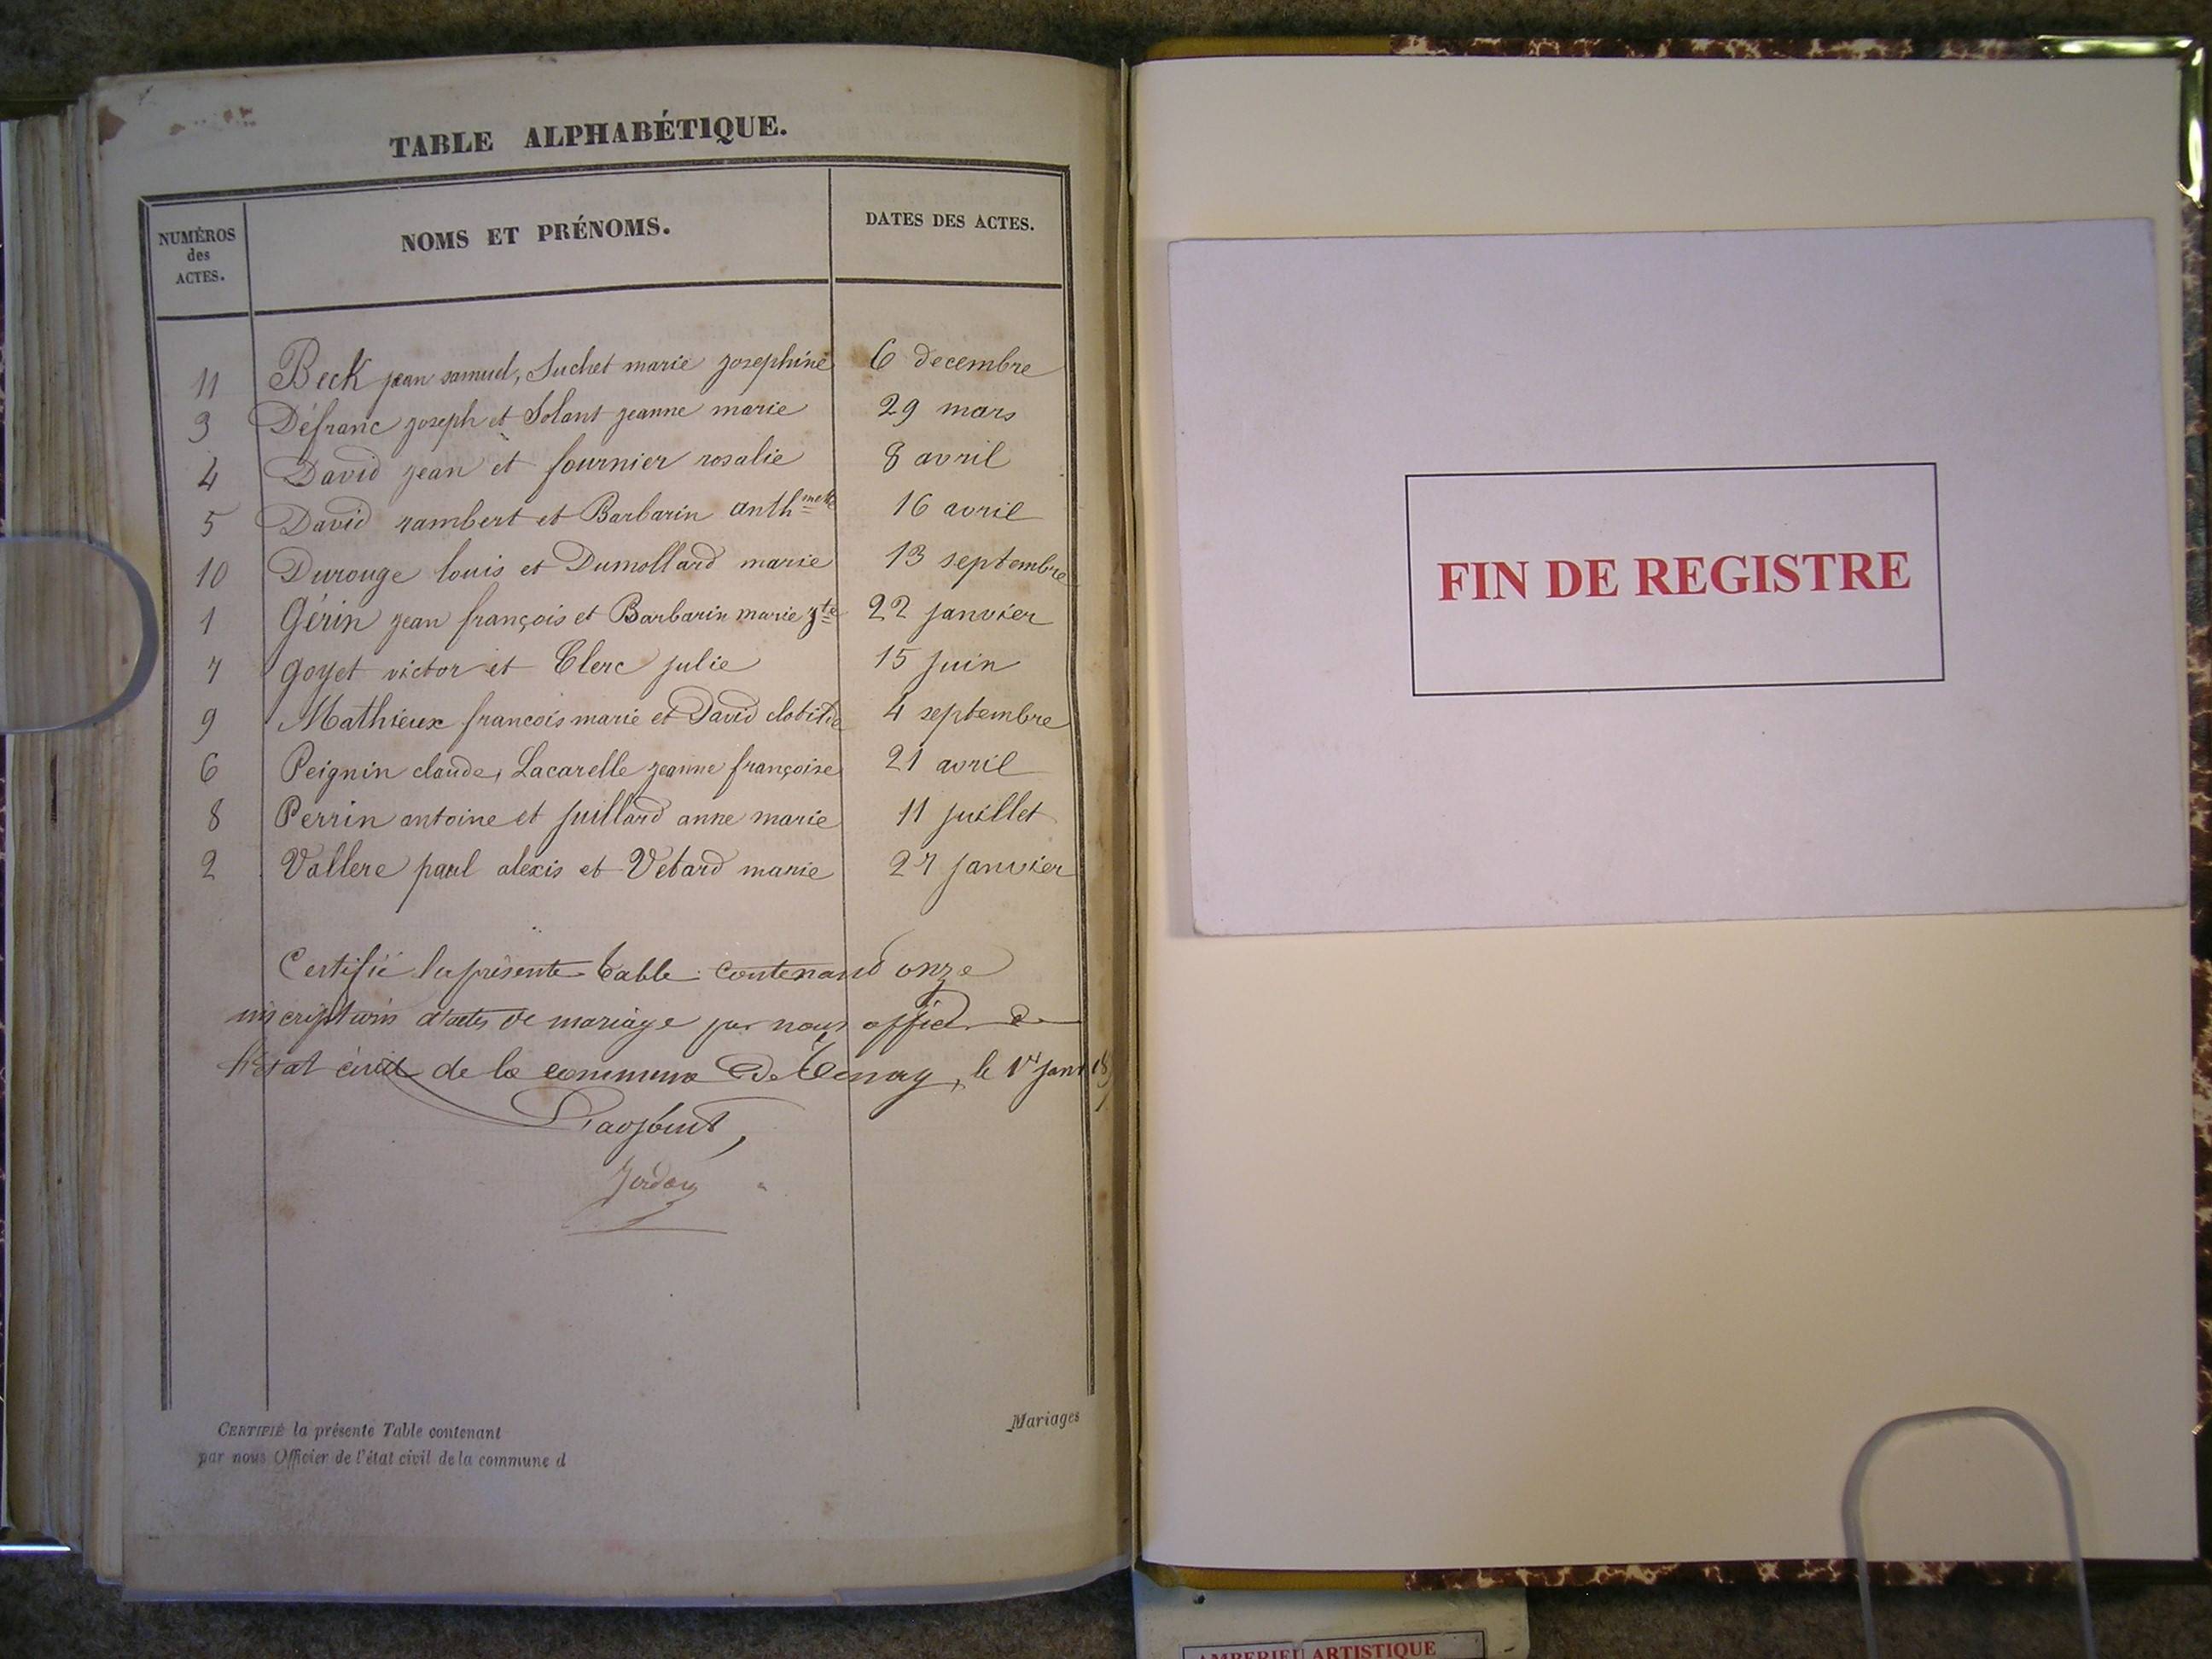 TABLE ALPHABÉTIQUE.
NUMÉROS
des
ACTES.
NOMS ET PRÉNOMS.
DATES DES ACTES.
11 Beck jean samuel, Suchet marie josephine 6 decembre
3 Défranc joseph et Solant jeanne marie 29 mars
4 David jean et fournier rosalie 8 avril
5 David rambert et Barbarin anth 16 avril
10 Durouge louis et Dumollard marie 13 septembre
1 Gérin jean françois et Barbarin marie jte 22 janvier
7 Goyet victor et Clerc julie 15 juin
9 Mathieux francois marie et David clotilde 4 septembre
6 Peignin claude, Lacarelle jeanne françoise 21 avril
8 Perrin antoine et juillard anne marie 11 juillet
2 Vallere paul alexis et Vetard marie 27 janvier
Certifié la présente table contenant onze
inscriptions d'actes de mariage par nous officier de
l'état civil de la commune de Tenay, le 1er janv
CERTIFIÉ la présente Table contenant
par nous Officier de l'état civil de la commune d
Mariages
FIN DE REGISTRE
AMBERIEU ARTISTIQUE